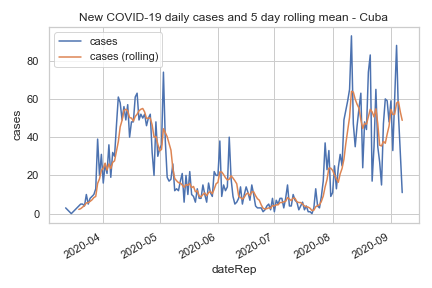 New COVID-19 daily cases and 5 day rolling mean - Cuba
cases
cases (rolling)
80
60
40
20
0
cases
2020-04
2020-05
2020-06
2020-07
2020-08
2020-09
dateRep